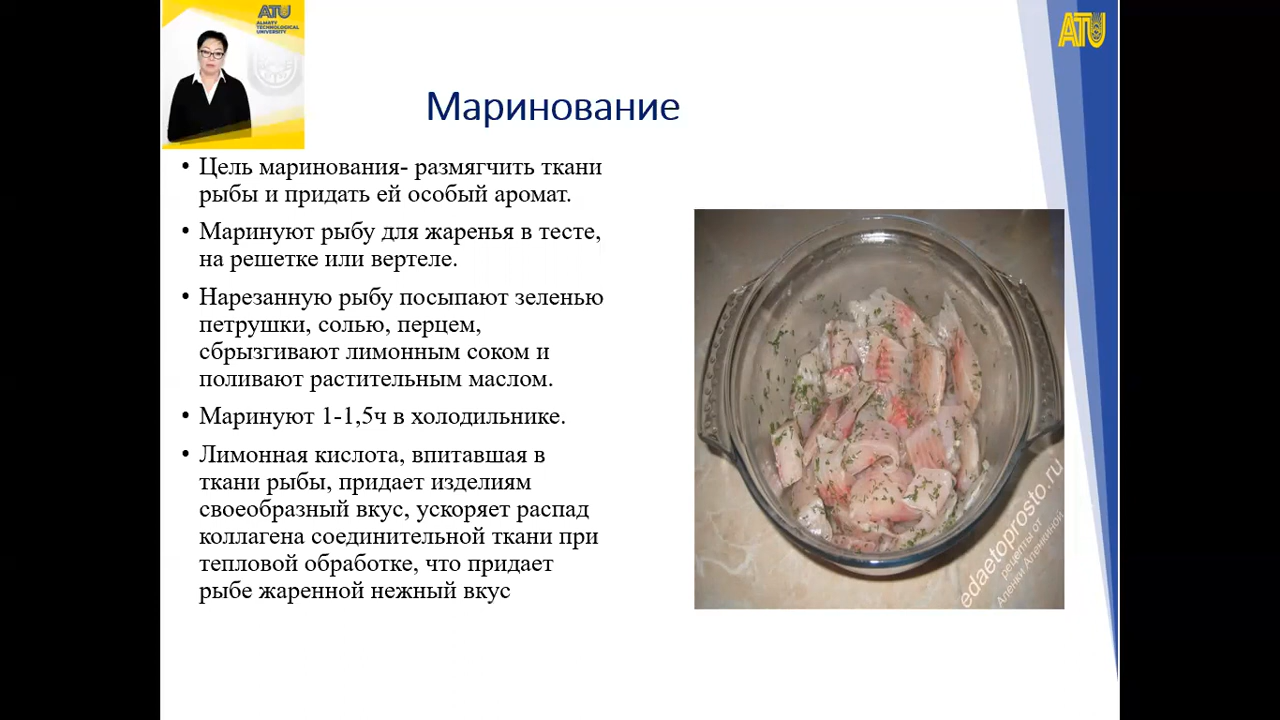 ATU
ALMATY
TECHNOLOGICAL
UNIVERSITY
ATU
Маринование
• Цель маринования- размягчить ткани
рыбы и придать ей особый аромат.
• Маринуют рыбу для жаренья в тесте,
на решетке или вертеле.
• Нарезанную рыбу посыпают зеленью
петрушки, солью, перцем,
сбрызгивают лимонным соком и
поливают растительным маслом.
• Маринуют 1-1,5ч в холодильнике.
• Лимонная кислота, впитавшая в
ткани рыбы, придает изделиям
своеобразный вкус, ускоряет распад
коллагена соединительной ткани при
тепловой обработке, что придает
рыбе жаренной нежный вкус
edaetoprosto.ru
рецепты от
Алёнки Апенкиной